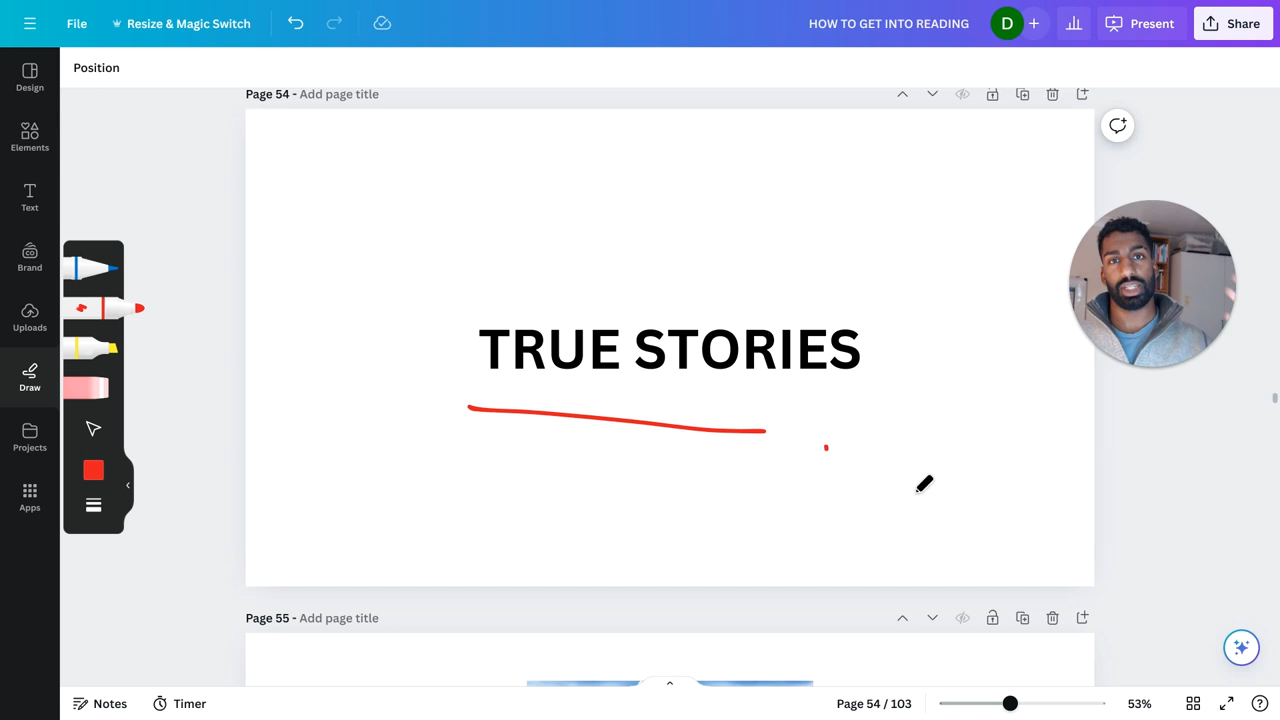 File
Resize & Magic Switch
HOW TO GET INTO READING
D
Present
Share
Position
Design
Elements
Text
Brand
Uploads
Draw
Projects
Apps
Page 54 - Add page title
TRUE STORIES
Page 55 - Add page title
Notes
Timer
Page 54 / 103
53%